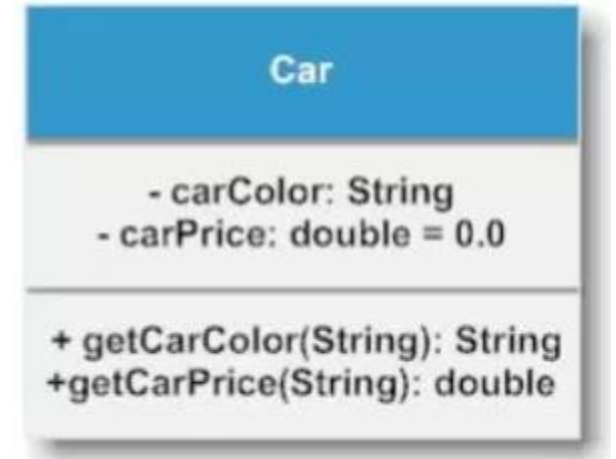 Car
- carColor: String
- carPrice: double = 0.0
+ getCarColor(String): String
+getCarPrice(String): double